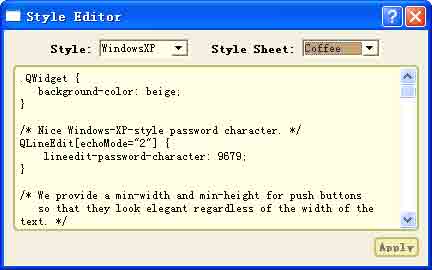 Style Editor
Style: WindowsXP Style Sheet: Coffee
.QWidget {
background-color: beige;
}
/* Nice Windows-XP-style password character. */
QLineEdit[echoMode="2"] {
lineedit-password-character: 9679;
}
/* We provide a min-width and min-height for push buttons
so that they look elegant regardless of the width of the
text. */
Apply